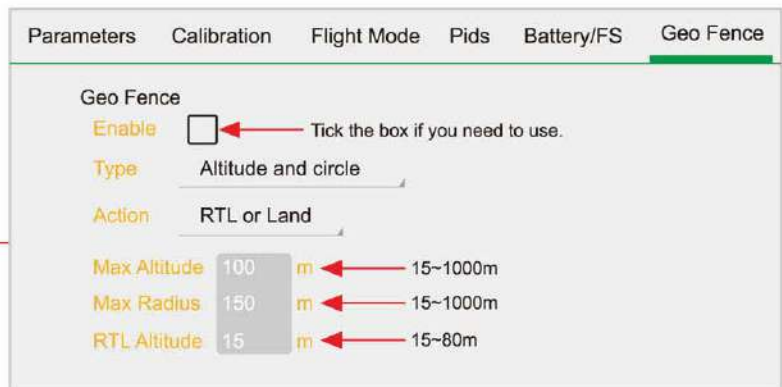 Parameters Calibration Flight Mode Pids Battery/FS Geo Fence
Geo Fence
Enable Tick the box if you need to use.
Type Altitude and circle
Action RTL or Land
Max Altitude 100 m 15~1000m
Max Radius 150 m 15~1000m
RTL Altitude 15 m 15~80m